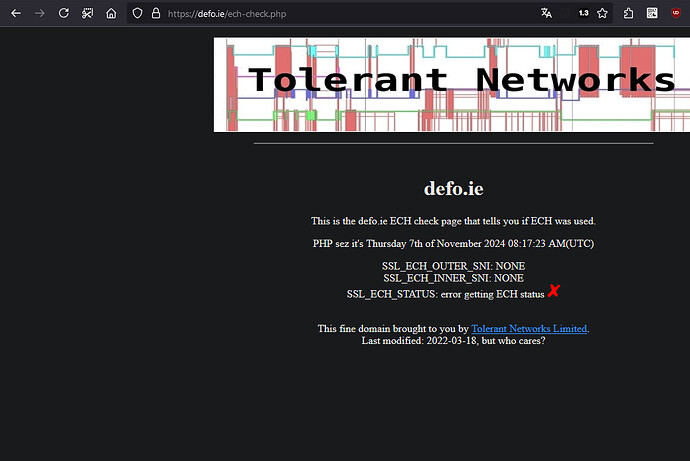 https://defo.ie/ech-check.php
1.3
Tolerant Networks
defo.ie
This is the defo.ie ECH check page that tells you if ECH was used.
PHP sez it's Thursday 7th of November 2024 08:17:23 AM(UTC)
SSL_ECH_OUTER_SNI: NONE
SSL_ECH_INNER_SNI: NONE
SSL_ECH_STATUS: error getting ECH status ✘
This fine domain brought to you by Tolerant Networks Limited.
Last modified: 2022-03-18, but who cares?